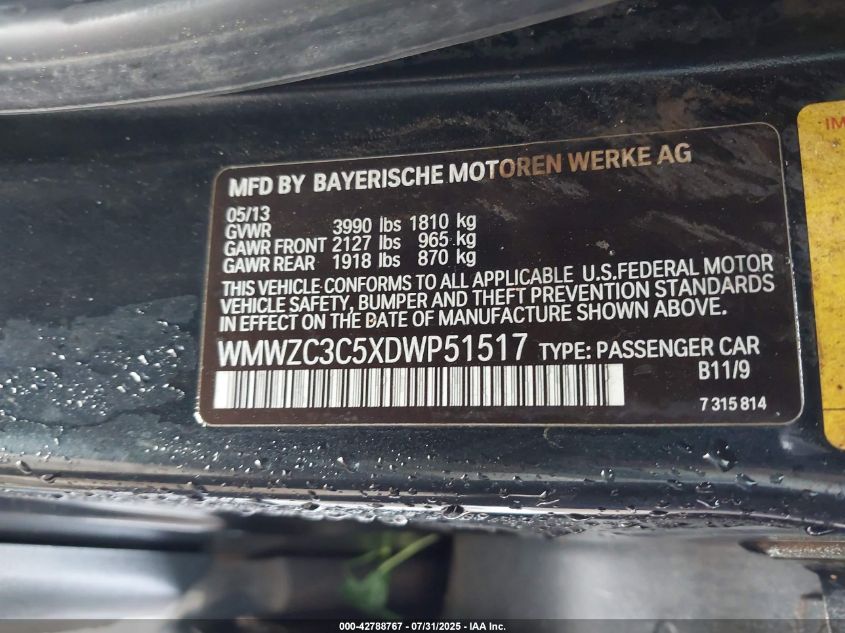 MFD BY BAYERISCHE MOTOREN WERKE AG
05/13
GVWR 3990 lbs 1810 kg
GAWR FRONT 2127 lbs 965 kg
GAWR REAR 1918 lbs 870 kg
THIS VEHICLE CONFORMS TO ALL APPLICABLE U.S.FEDERAL MOTOR
VEHICLE SAFETY, BUMPER AND THEFT PREVENTION STANDARDS
IN EFFECT ON THE DATE OF MANUFACTURE SHOWN ABOVE.
WMWZC3C5XDWP51517 TYPE: PASSENGER CAR
B11/9
7 315 814
000-42788767 / 07/31/2025 - IAA Inc.